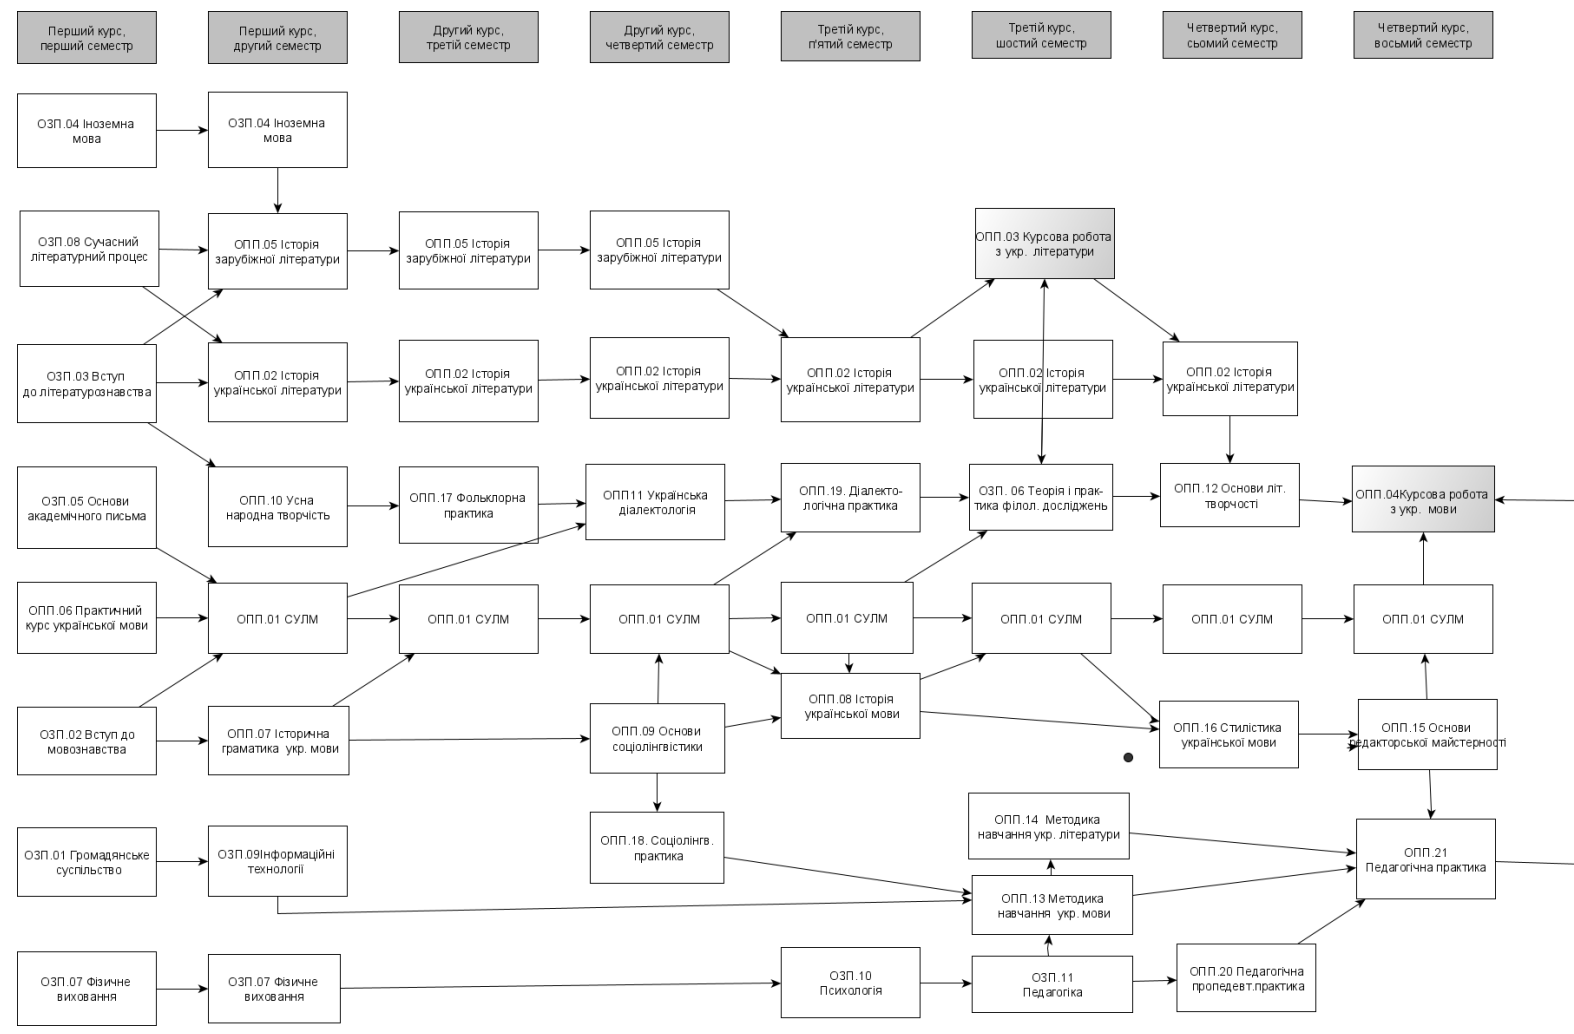 Перший курс,
перший семестр
Перший курс,
другий семестр
Другий курс,
третій семестр
Другий курс,
четвертий семестр
Третій курс,
п'ятий семестр
Третій курс,
шостий семестр
Четвертий курс,
сьомий семестр
Четвертий курс,
восьмий семестр
ОЗП.04 Іноземна
мова
ОЗП.04 Іноземна
мова
ОЗП.08 Сучасний
літературний процес
ОПП.05 Історія
зарубіжної літератури
ОПП.05 Історія
зарубіжної літератури
ОПП.05 Історія
зарубіжної літератури
ОПП.03 Курсова робота
з укр. літератури
ОЗП.03 Вступ
до літературознавства
ОПП.02 Історія
української літератури
ОПП.02 Історія
української літератури
ОПП.02 Історія
української літератури
ОПП.02 Історія
української літератури
ОПП.02 Історія
української літератури
ОПП.02 Історія
української літератури
ОЗП.05 Основи
академічного письма
ОПП.10 Усна
народна творчість
ОПП.17 Фольклорна
практика
ОПП11 Українська
діалектологія
ОПП.19. Діалекто-
логічна практика
ОЗП. 06 Теорія і прак-
тика філол. досліджень
ОПП.12 Основи літ.
творчості
ОПП.04Курсова робота
з укр. мови
ОПП.06 Практичний
курс української мови
ОПП.01 СУЛМ
ОПП.01 СУЛМ
ОПП.01 СУЛМ
ОПП.01 СУЛМ
ОПП.01 СУЛМ
ОПП.01 СУЛМ
ОПП.01 СУЛМ
ОЗП.02 Вступ до
мовознавства
ОПП.07 Історична
граматика укр. мови
ОПП.09 Основи
соціолінгвістики
ОПП.08 Історія
української мови
ОПП.16 Стилістика
української мови
ОПП.15 Основи
редакторської майстерності
ОЗП.01 Громадянське
суспільство
ОЗП.09Інформаційні
технології
ОПП.18. Соціолінгв.
практика
ОПП.14 Методика
навчання укр. літератури
ОПП.13 Методика
навчання укр. мови
ОПП.21
Педагогічна практика
ОЗП.07 Фізичне
виховання
ОЗП.07 Фізичне
виховання
ОЗП.10
Психологія
ОЗП.11
Педагогіка
ОПП.20 Педагогічна
пропедевт.практика